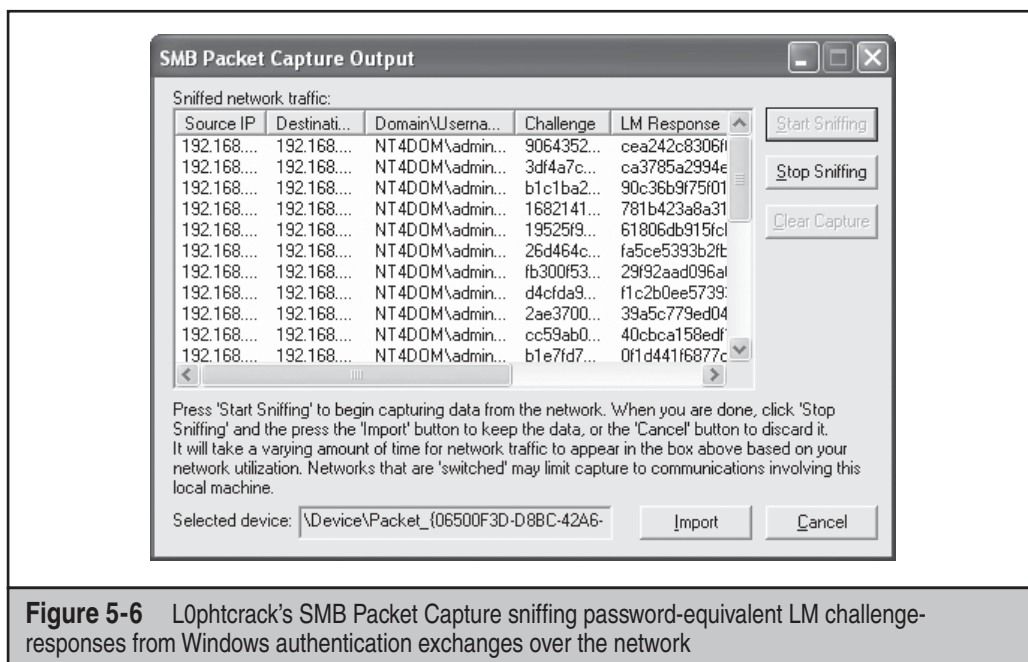 SMB Packet Capture Output
Sniffed network traffic:
Source IP Destinati... Domain\Userna... Challenge LM Response
192.168.... 192.168.... NT4DOM\admin... 9064352... cea242c8306f
192.168.... 192.168.... NT4DOM\admin... 3df4a7c... ca3785a2994e
192.168.... 192.168.... NT4DOM\admin... b1c1ba2... 90c36b9f75f01
192.168.... 192.168.... NT4DOM\admin... 1682141... 781b423a8a31
192.168.... 192.168.... NT4DOM\admin... 19525f9... 61806db915fc
192.168.... 192.168.... NT4DOM\admin... 26d464c... fa5ce5393b2fb
192.168.... 192.168.... NT4DOM\admin... fb300f53... 29f92aad096a
192.168.... 192.168.... NT4DOM\admin... d4cfda9... f1c2b0ee5739
192.168.... 192.168.... NT4DOM\admin... 2ae3700... 39a5c779ed04
192.168.... 192.168.... NT4DOM\admin... cc59ab0... 40cbca158edf
192.168.... 192.168.... NT4DOM\admin... b1e7fd7... 0f1d441f6877c
Start Sniffing
Stop Sniffing
Clear Capture
Press 'Start Sniffing' to begin capturing data from the network. When you are done, click 'Stop
Sniffing' and the press the 'Import' button to keep the data, or the 'Cancel' button to discard it.
It will take a varying amount of time for network traffic to appear in the box above based on your
network utilization. Networks that are 'switched' may limit capture to communications involving this
local machine.
Selected device: \Device\Packet_{06500F3D-D8BC-42A6-
Import
Cancel
Figure 5-6 L0phtcrack's SMB Packet Capture sniffing password-equivalent LM challenge-
responses from Windows authentication exchanges over the network